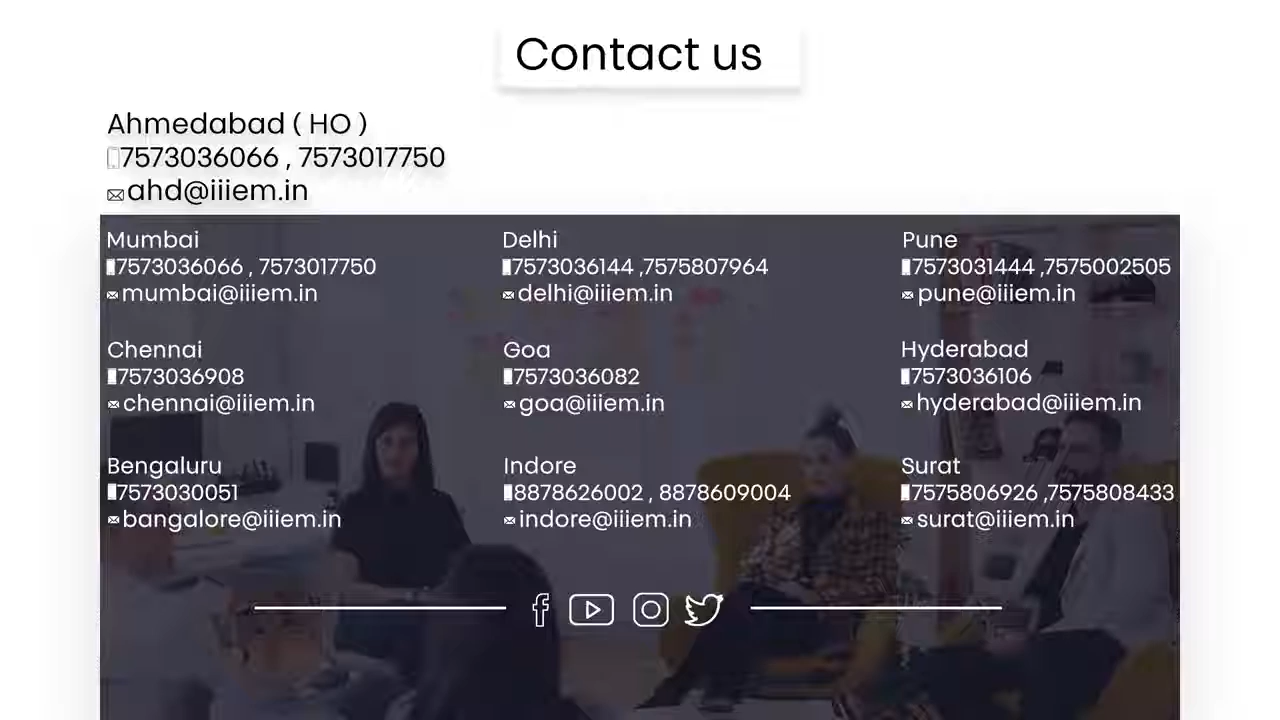 Contact us
Ahmedabad ( HO )
7573036066 , 7573017750
ahd@iiiem.in
Mumbai
7573036066 , 7573017750
mumbai@iiiem.in
Delhi
7573036144 ,7575807964
delhi@iiiem.in
Pune
7573031444 ,7575002505
pune@iiiem.in
Chennai
7573036908
chennai@iiiem.in
Goa
7573036082
goa@iiiem.in
Hyderabad
7573036106
hyderabad@iiiem.in
Bengaluru
7573030051
bangalore@iiiem.in
Indore
8878626002 , 8878609004
indore@iiiem.in
Surat
7575806926 ,7575808433
surat@iiiem.in